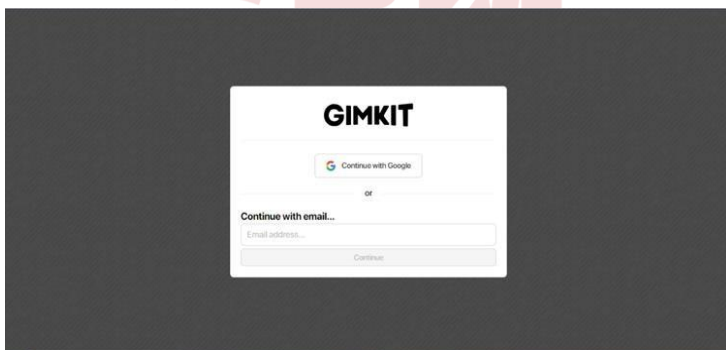 GIMKIT
Continue with Google
or
Continue with email...
Email address...
Continue